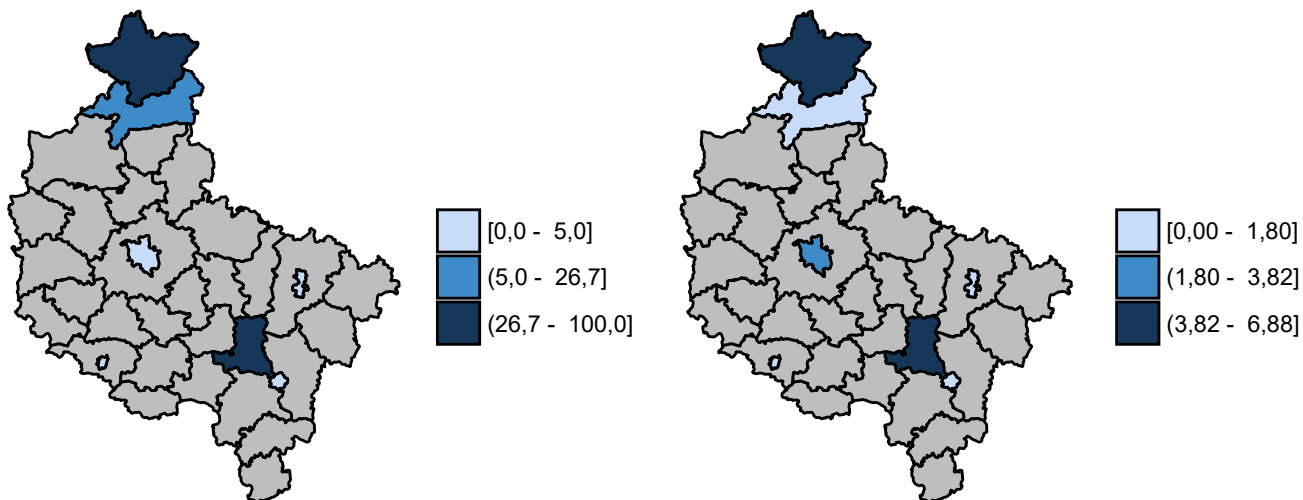 [0,0 - 5,0]
(5,0 - 26,7]
(26,7 - 100,0]
[0,00 - 1,80]
(1,80 - 3,82]
(3,82 - 6,88]